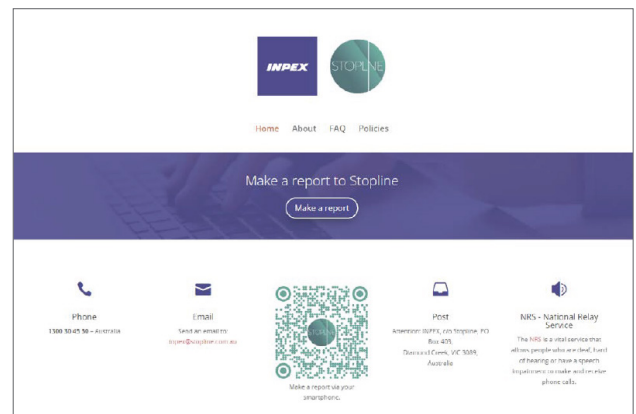 INPEX
STOPLINE
Home About FAQ Policies
Make a report to Stopline
Make a report
Phone
1300 30 45 50 – Australia
Email
Send an email to:
inpex@stopline.com.au
STOPLINE
Make a report via your
smartphone.
Post
Attention: INPEX, c/o Stopline, PO
Box 403,
Diamond Creek, VIC 3089,
Australia
NRS - National Relay
Service
The NRS is a vital service that
allows people who are deaf, hard
of hearing or have a speech
impairment to make and receive
phone calls.